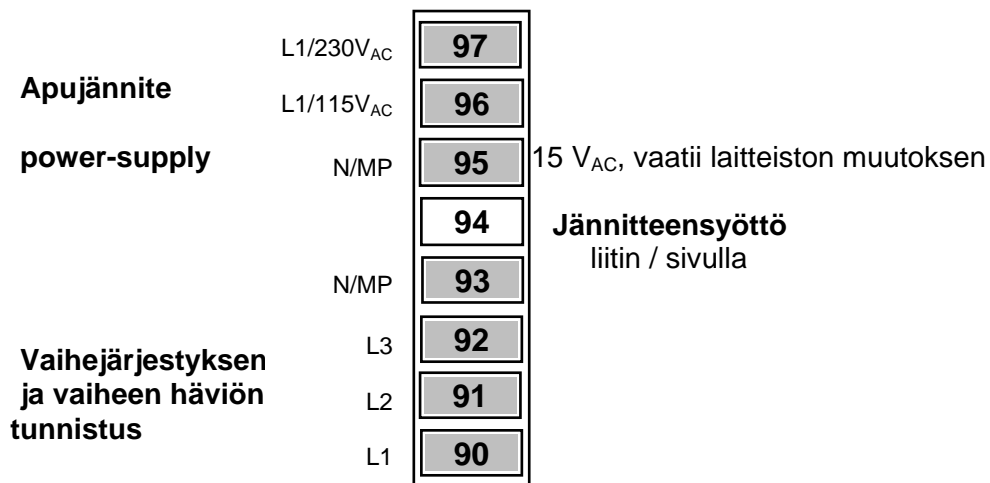 L1/230VAC 97
Apujännite
L1/115VAC 96
power-supply
N/MP 95 15 VAC, vaatii laitteiston muutoksen
94 Jännitteensyöttö
liitin / sivulla
N/MP 93
L3 92
Vaihejärjestyksen
ja vaiheen häviön
L2 91
tunnistus
L1 90